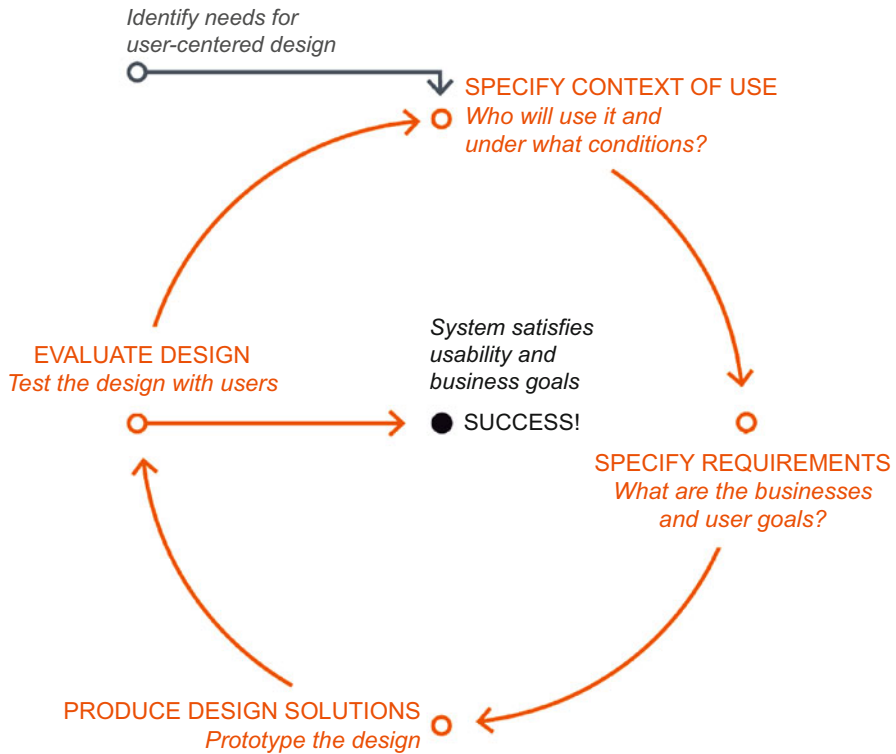 Identify needs for
user-centered design
SPECIFY CONTEXT OF USE
Who will use it and
under what conditions?
System satisfies
usability and
business goals
SUCCESS!
EVALUATE DESIGN
Test the design with users
SPECIFY REQUIREMENTS
What are the businesses
and user goals?
PRODUCE DESIGN SOLUTIONS
Prototype the design